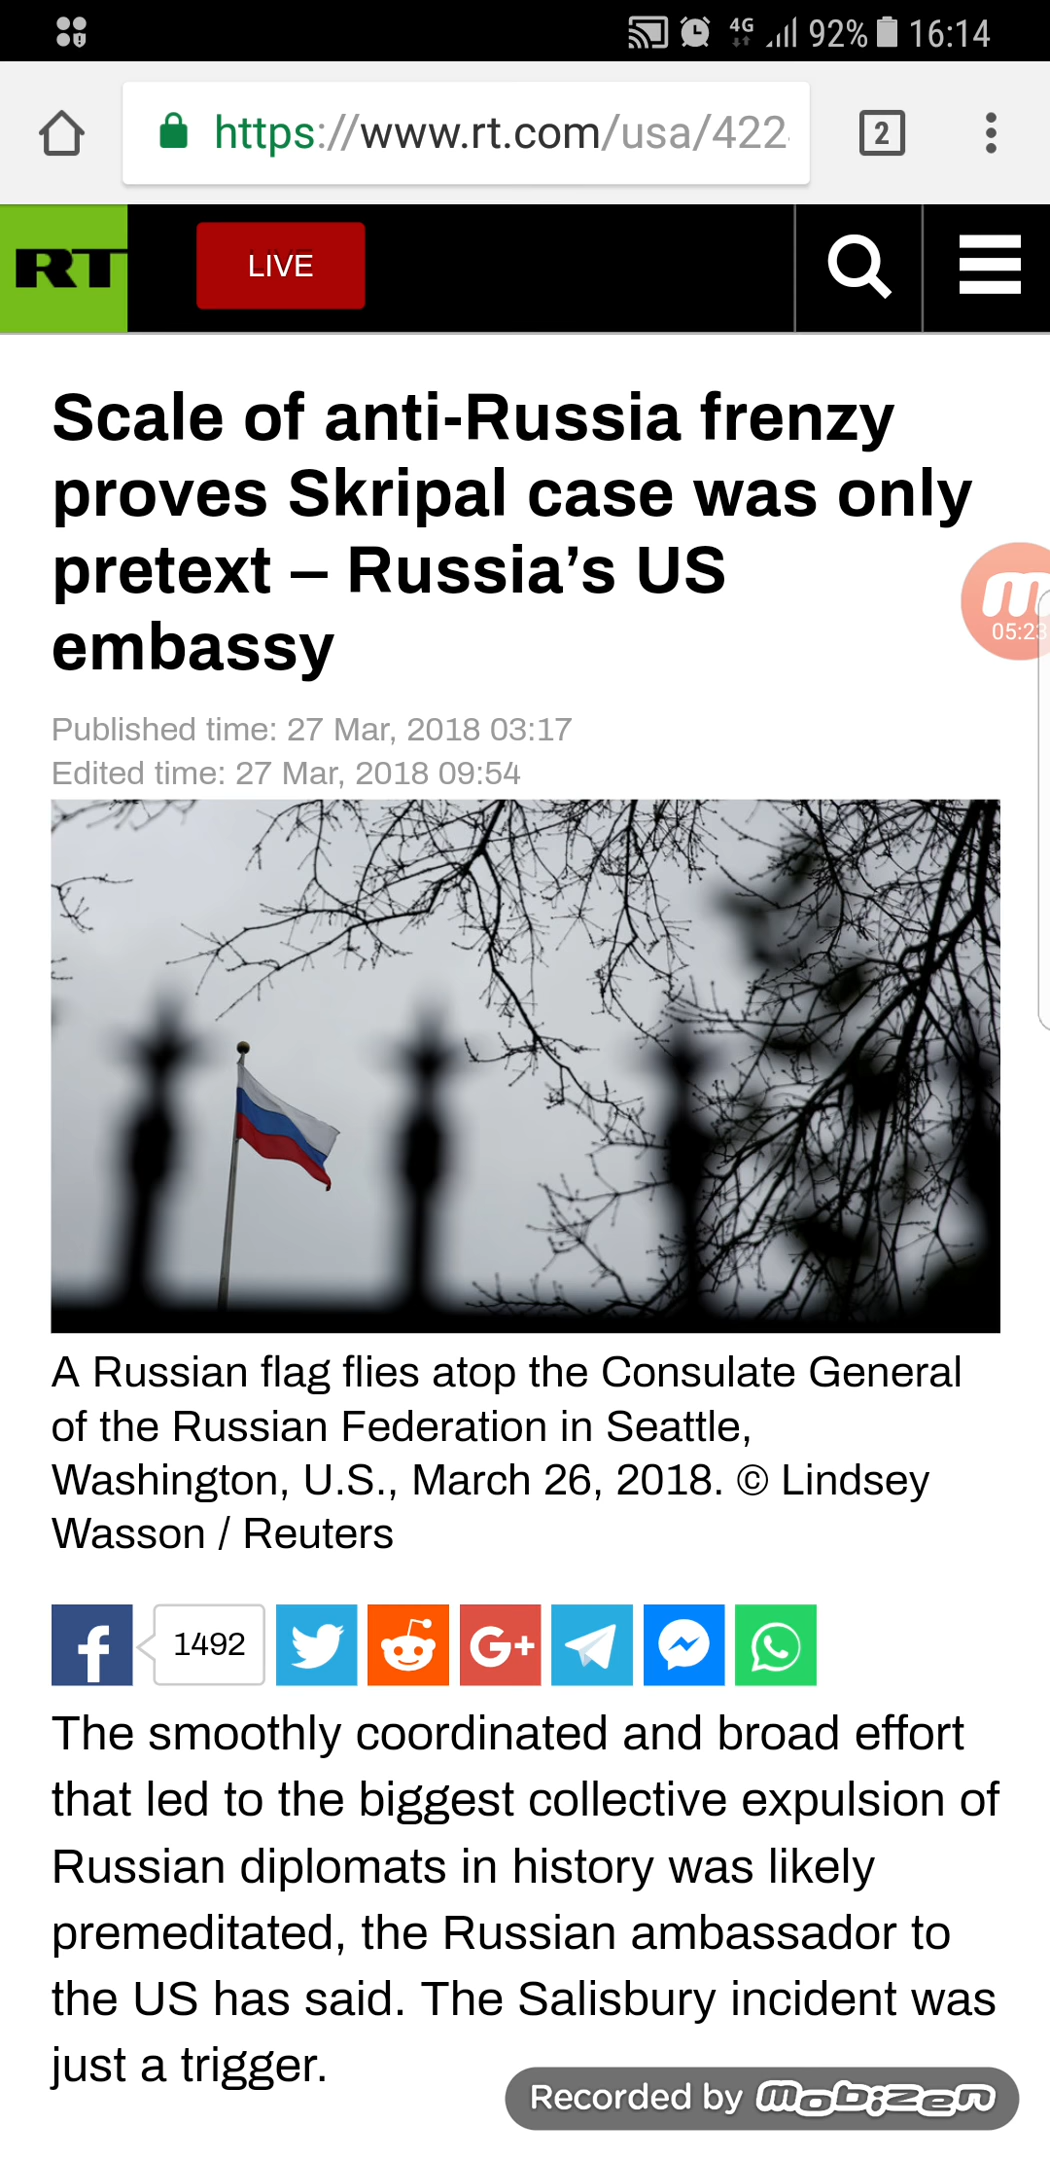 4G 92% 16:14
https://www.rt.com/usa/422
2
RT LIVE
Scale of anti-Russia frenzy
proves Skripal case was only
pretext – Russia’s US
embassy
m
05:23
Published time: 27 Mar, 2018 03:17
Edited time: 27 Mar, 2018 09:54
A Russian flag flies atop the Consulate General
of the Russian Federation in Seattle,
Washington, U.S., March 26, 2018. © Lindsey
Wasson / Reuters
f 1492 G+
The smoothly coordinated and broad effort
that led to the biggest collective expulsion of
Russian diplomats in history was likely
premeditated, the Russian ambassador to
the US has said. The Salisbury incident was
just a trigger.
Recorded by mobizen